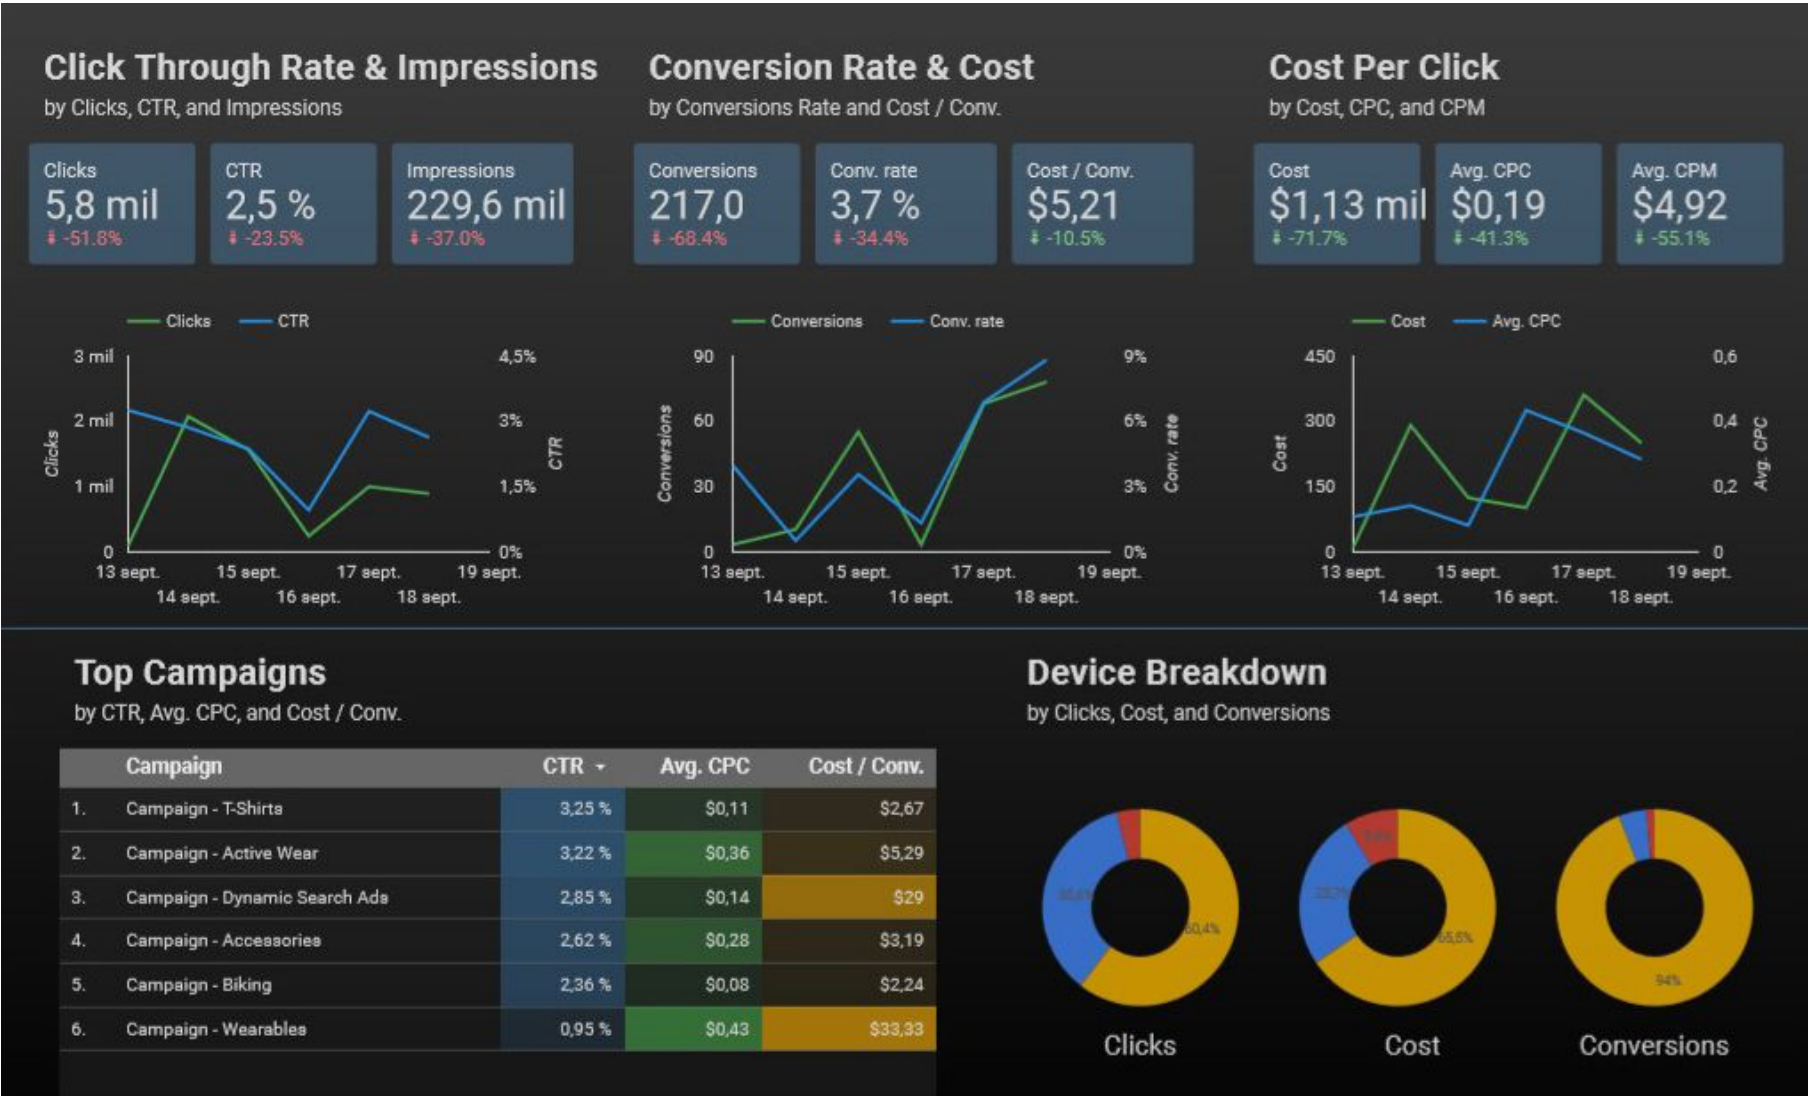 Click Through Rate & Impressions
by Clicks, CTR, and Impressions
Clicks
5,8 mil
-51.8%
CTR
2,5 %
-23.5%
Impressions
229,6 mil
-37.0%
Clicks
CTR
3 mil
2 mil
1 mil
0
Clicks
4,5%
3%
1,5%
0%
CTR
13 sept.
14 sept.
15 sept.
16 sept.
17 sept.
18 sept.
19 sept.
Conversion Rate & Cost
by Conversions Rate and Cost / Conv.
Conversions
217,0
-68.4%
Conv. rate
3,7 %
-34.4%
Cost / Conv.
$5,21
-10.5%
Conversions
Conv. rate
90
60
30
0
Conversions
9%
6%
3%
0%
Conv. rate
13 sept.
14 sept.
15 sept.
16 sept.
17 sept.
18 sept.
19 sept.
Cost Per Click
by Cost, CPC, and CPM
Cost
$1,13 mil
-71.7%
Avg. CPC
$0,19
-41.3%
Avg. CPM
$4,92
-55.1%
Cost
Avg. CPC
450
300
150
0
Cost
0,6
0,4
0,2
0
Avg. CPC
13 sept.
14 sept.
15 sept.
16 sept.
17 sept.
18 sept.
19 sept.
Top Campaigns
by CTR, Avg. CPC, and Cost / Conv.
Campaign CTR Avg. CPC Cost / Conv.
1. Campaign - T-Shirts 3,25 % $0,11 $2,67
2. Campaign - Active Wear 3,22 % $0,36 $5,29
3. Campaign - Dynamic Search Ads 2,85 % $0,14 $29
4. Campaign - Accessories 2,62 % $0,28 $3,19
5. Campaign - Biking 2,36 % $0,08 $2,24
6. Campaign - Wearables 0,95 % $0,43 $33,33
Device Breakdown
by Clicks, Cost, and Conversions
60,4%
Clicks
65,5%
Cost
94%
Conversions